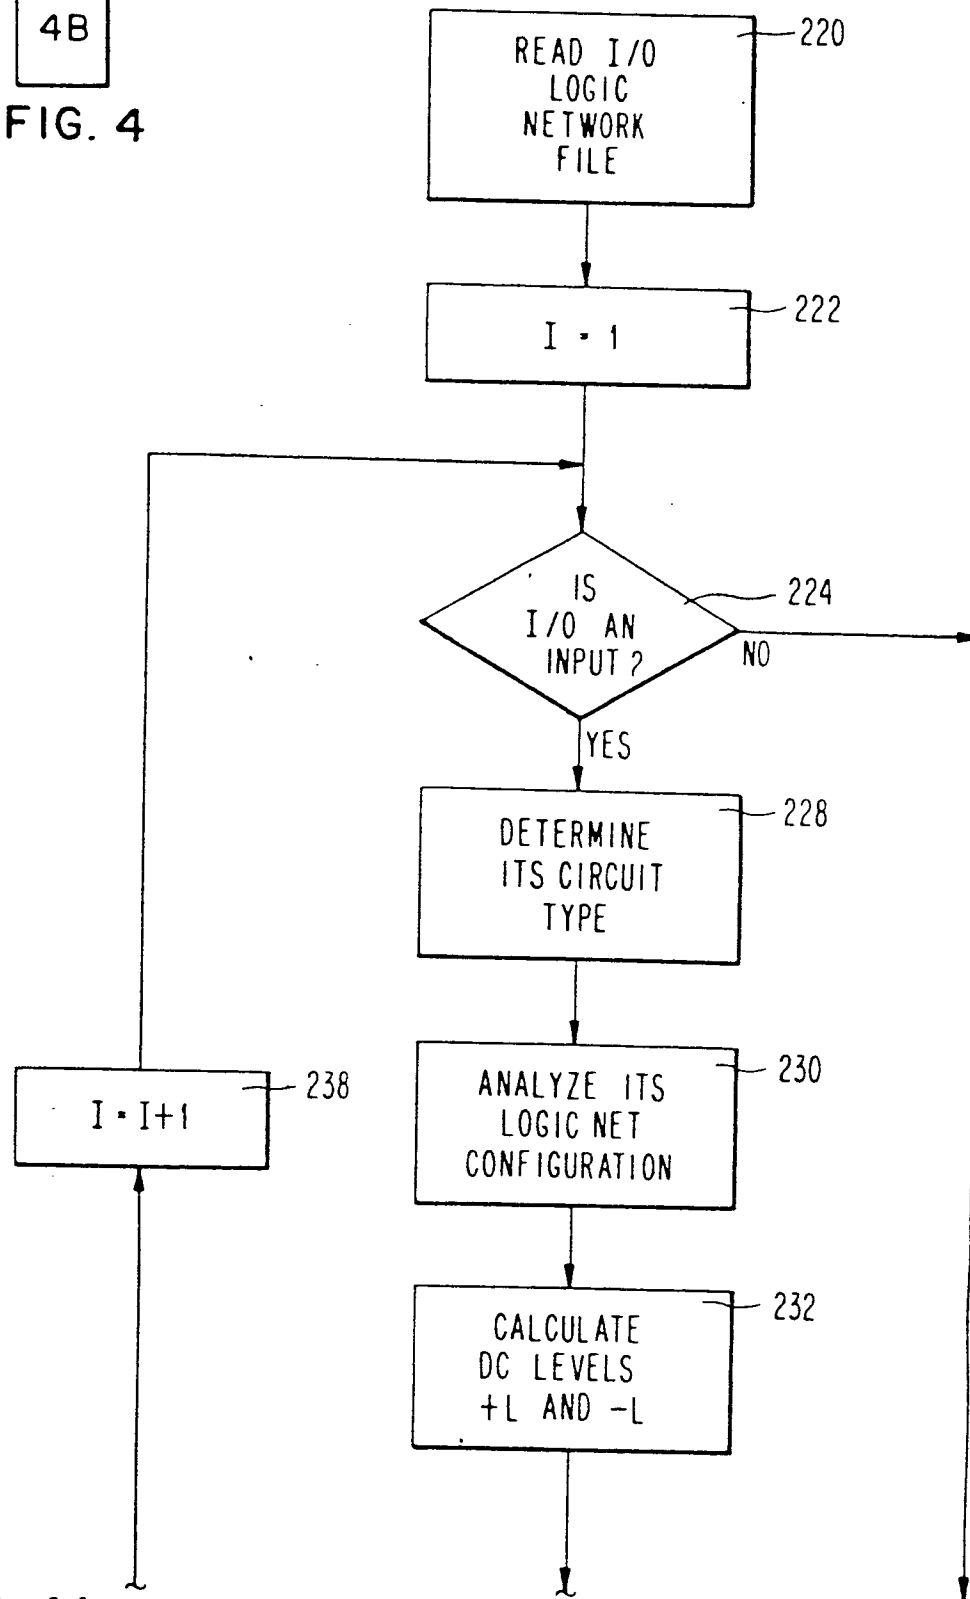 4B
FIG. 4
READ I/O
LOGIC
NETWORK
FILE
220
I = 1
222
IS
I/O AN
INPUT ?
224
NO
YES
DETERMINE
ITS CIRCUIT
TYPE
228
ANALYZE ITS
LOGIC NET
CONFIGURATION
230
I = I+1
238
CALCULATE
DC LEVELS
+L AND -L
232